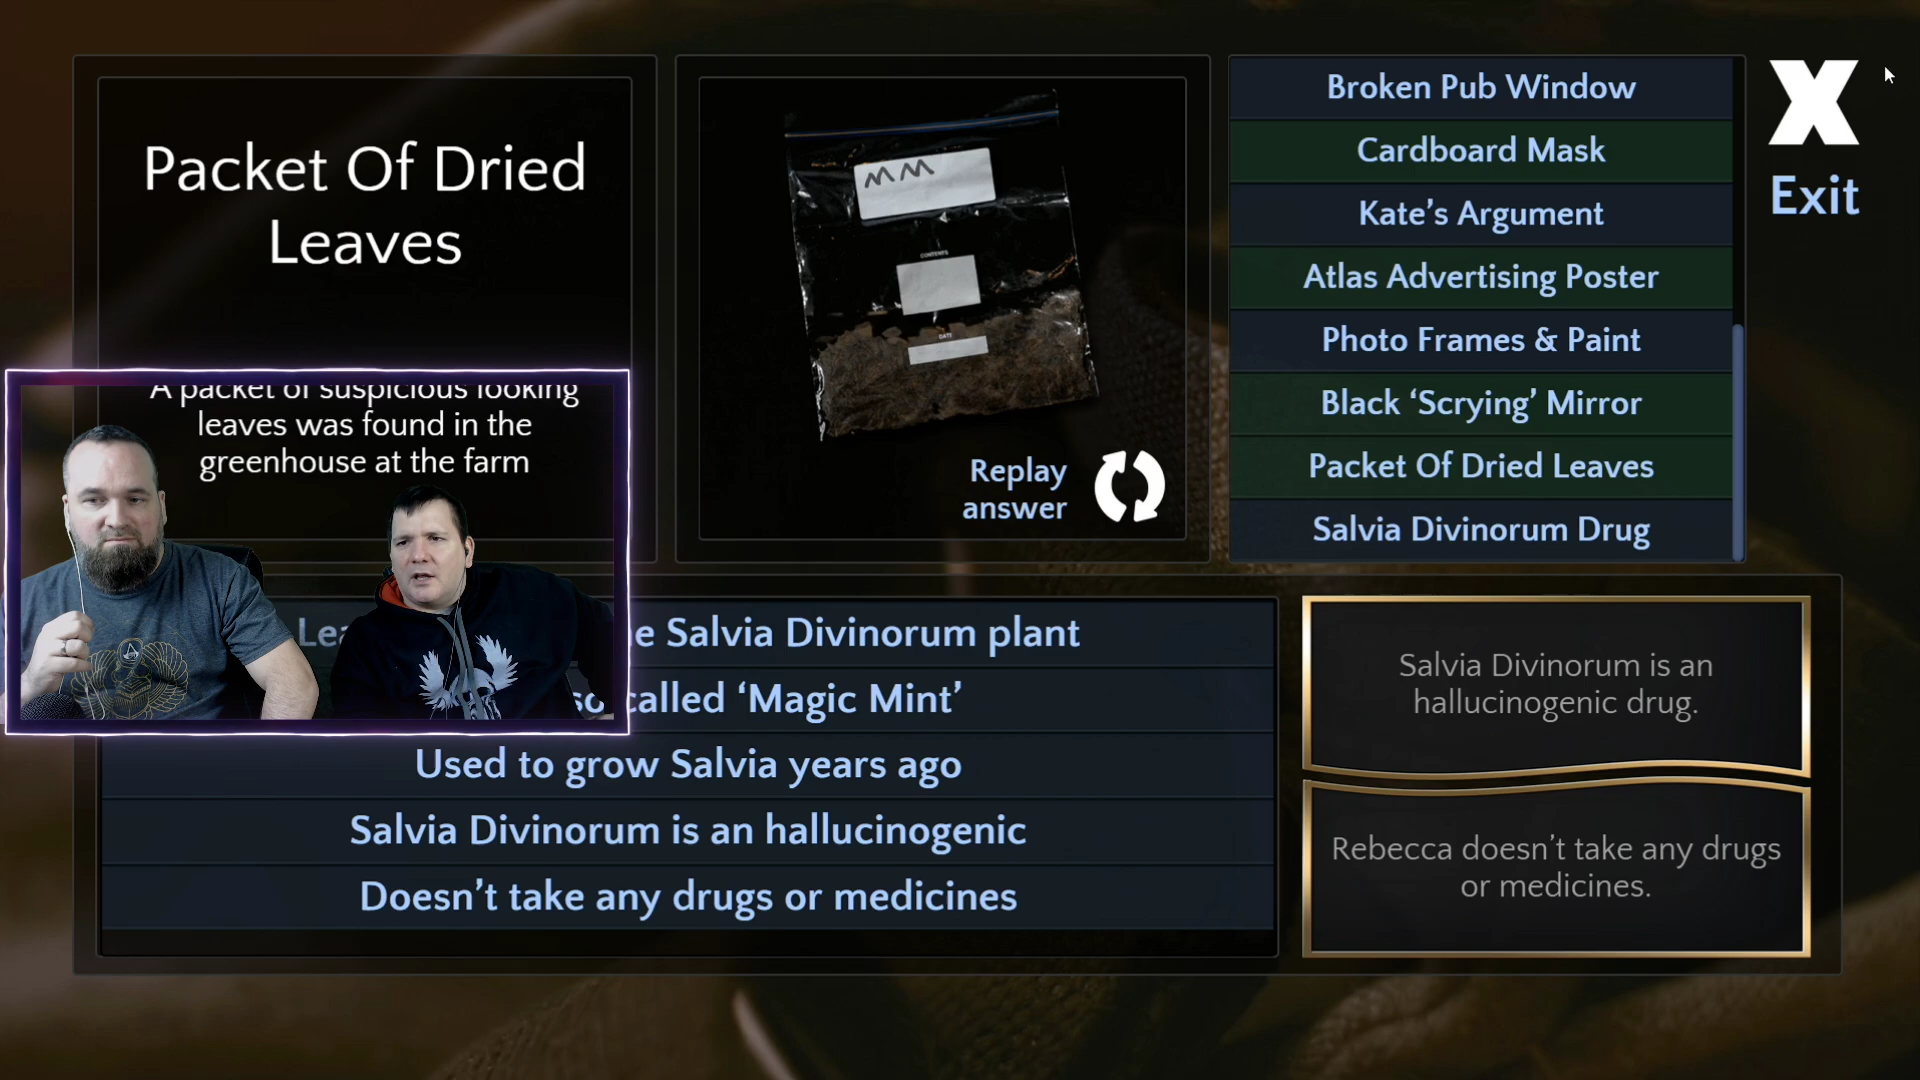 Packet Of Dried
Leaves
A packet of suspicious looking
leaves was found in the
greenhouse at the farm
MM
CONTENTS
DATE
Replay
answer
Broken Pub Window
Cardboard Mask
Kate's Argument
Atlas Advertising Poster
Photo Frames & Paint
Black ‘Scrying’ Mirror
Packet Of Dried Leaves
Salvia Divinorum Drug
X
Exit
Salvia Divinorum plant
called ‘Magic Mint’
Used to grow Salvia years ago
Salvia Divinorum is an hallucinogenic
Doesn't take any drugs or medicines
Salvia Divinorum is an
hallucinogenic drug.
Rebecca doesn't take any drugs
or medicines.